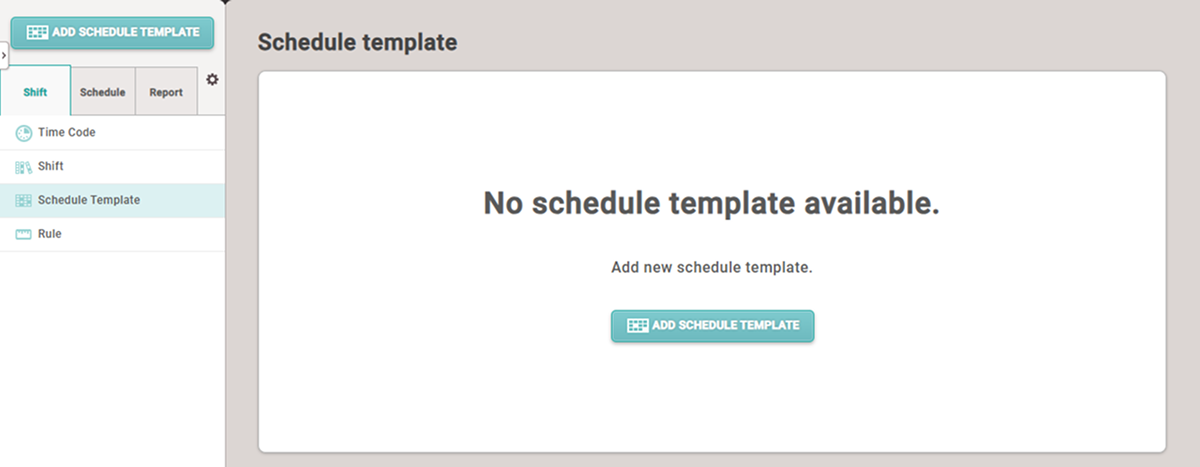 ADD SCHEDULE TEMPLATE
Shift
Schedule
Report
Time Code
Shift
Schedule Template
Rule
Schedule template
No schedule template available.
Add new schedule template.
ADD SCHEDULE TEMPLATE